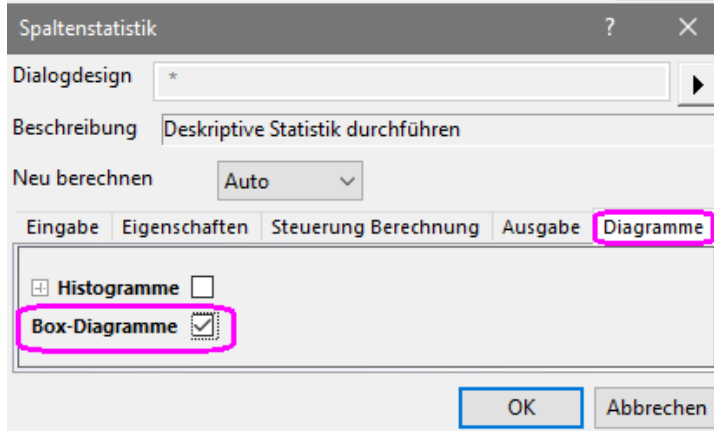 Spaltenstatistik ? ×
Dialogdesign *
Beschreibung Deskriptive Statistik durchführen
Neu berechnen Auto
Eingabe Eigenschaften Steuerung Berechnung Ausgabe Diagramme
Histogramme
Box-Diagramme
OK Abbrechen